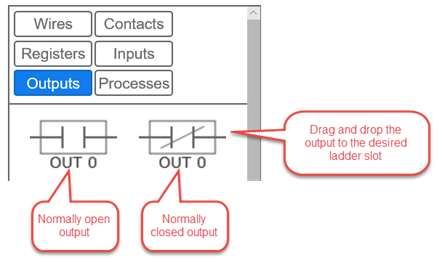 Wires Contacts
Registers Inputs
Outputs Processes
OUT 0 OUT 0
Drag and drop the
output to the desired
ladder slot
Normally open
output
Normally
closed output